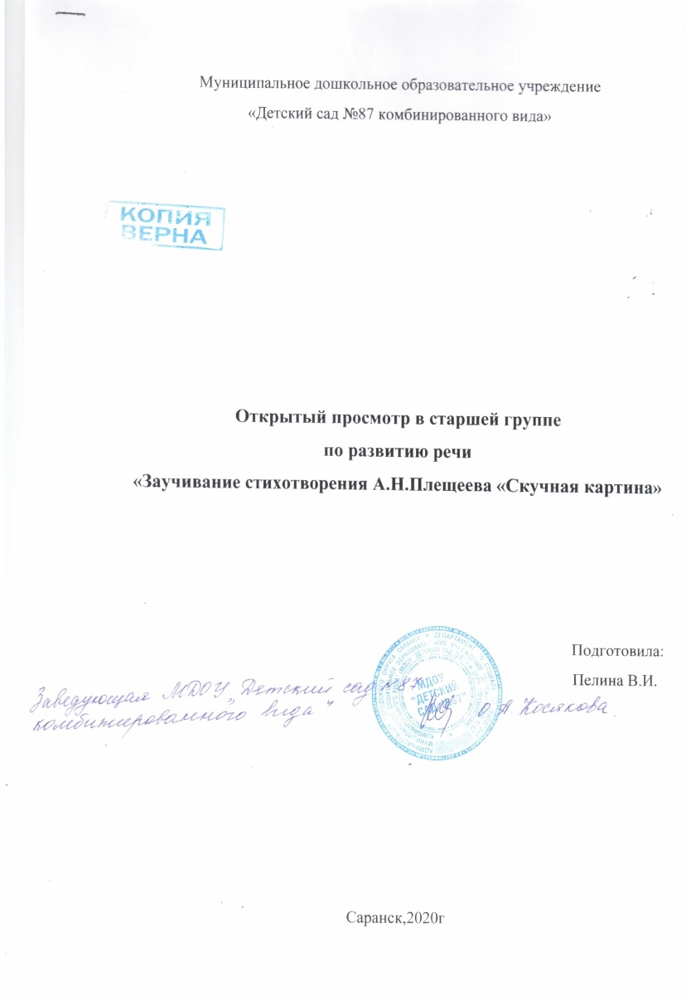 Муниципальное дошкольное образовательное учреждение
«Детский сад №87 комбинированного вида»
КОПИЯ
ВЕРНА
Открытый просмотр в старшей группе
по развитию речи
«Заучивание стихотворения А.Н.Плещеева «Скучная картина»
Подготовила:
Пелина В.И.
Заведующая МДОУ „Детский сад №87
комбинированного вида" О.А. Косякова
МДОУ
"ДЕТСКИЙ
САД №87"
Саранск,2020г